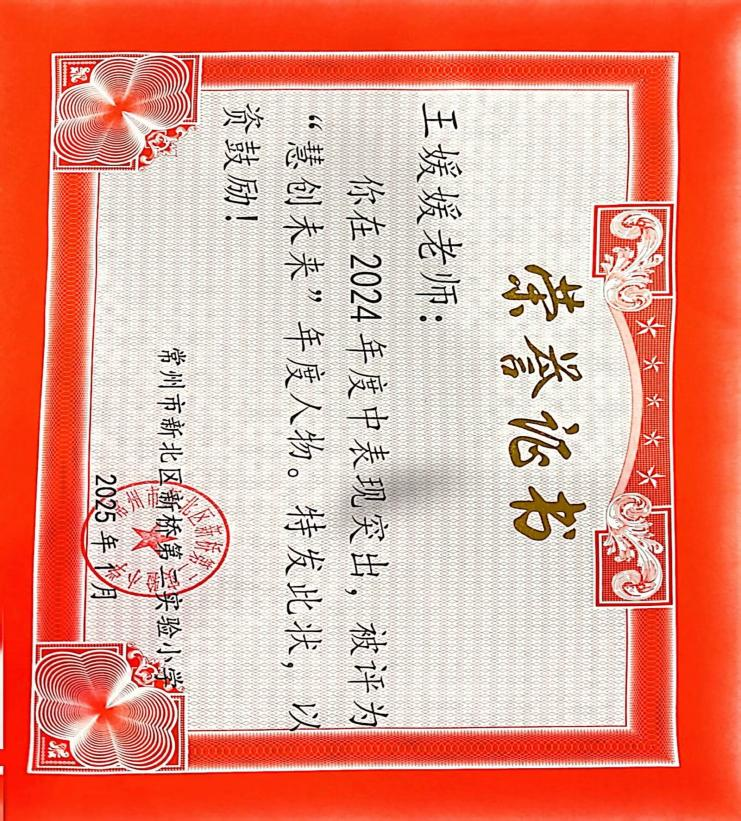 荣誉证书
王媛媛老师：
你在2024年度中表现突出，被评为
“慧创未来”年度人物。特发此状，以
资鼓励！
常州市新北区新桥第二实验小学
2025年1月